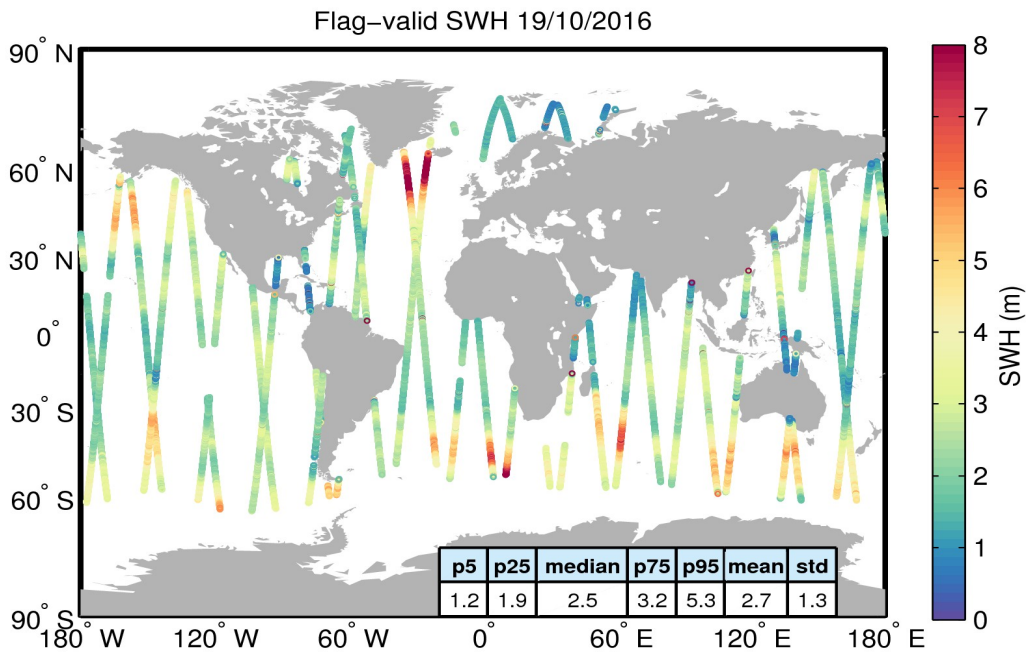 Flag−valid SWH 19/10/2016
90° N
60° N
30° N
0°
30° S
60° S
90° S
180° W
120° W
60° W
0°
60° E
120° E
180° E
p5 p25 median p75 p95 mean std
1.2 1.9 2.5 3.2 5.3 2.7 1.3
8
7
6
5
4
3
2
1
0
SWH (m)